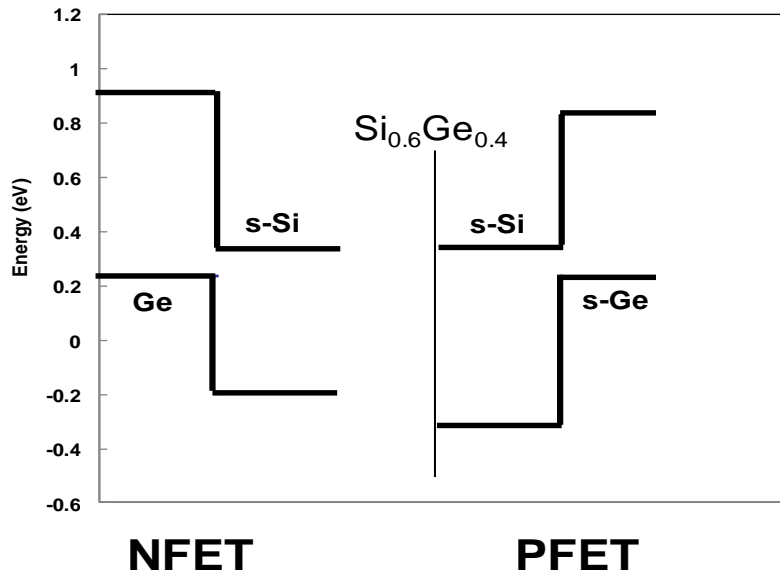 1.2
1
0.8
0.6
0.4
0.2
0
-0.2
-0.4
-0.6
Energy (eV)
Ge
s-Si
Si₀.₆Ge₀.₄
s-Si
s-Ge
NFET
PFET